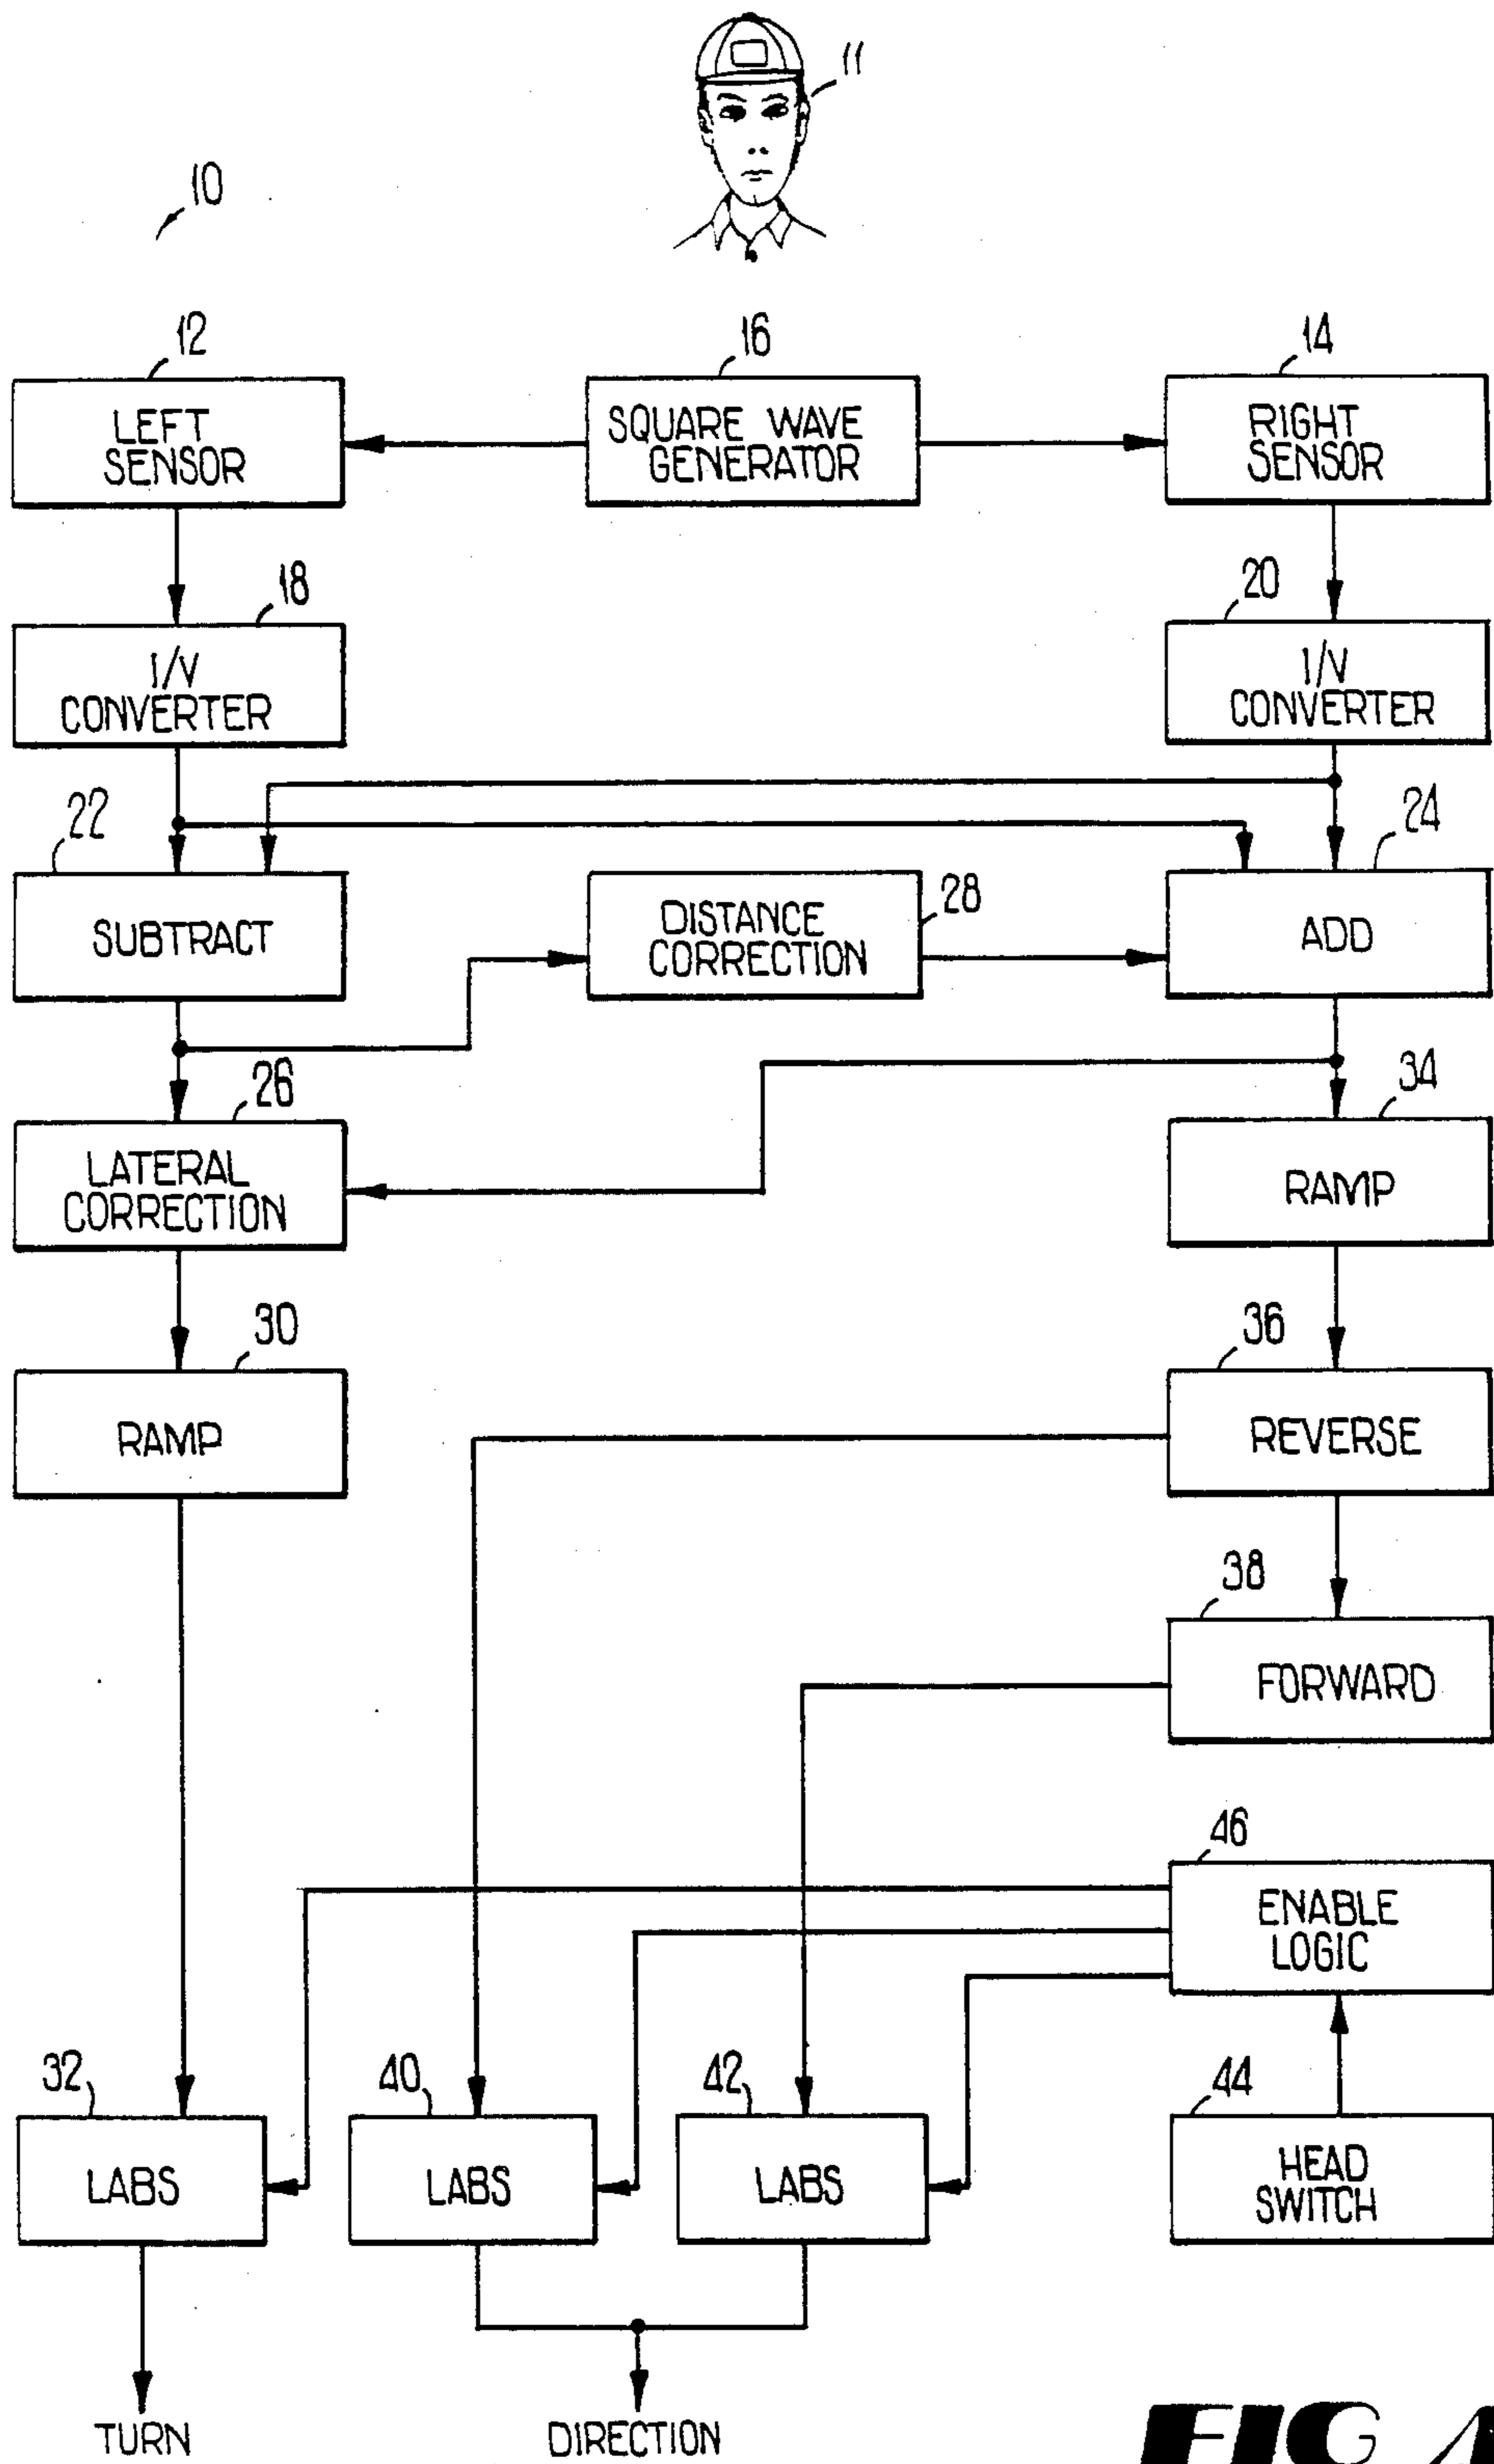 11
10
12
16
14
LEFT
SENSOR
SQUARE WAVE
GENERATOR
RIGHT
SENSOR
18
20
I/V
CONVERTER
I/V
CONVERTER
22
24
SUBTRACT
28
DISTANCE
CORRECTION
ADD
26
34
LATERAL
CORRECTION
RAMP
30
36
RAMP
REVERSE
38
FORWARD
46
ENABLE
LOGIC
32
40
42
44
LABS
LABS
LABS
HEAD
SWITCH
TURN
DIRECTION
FIG 4